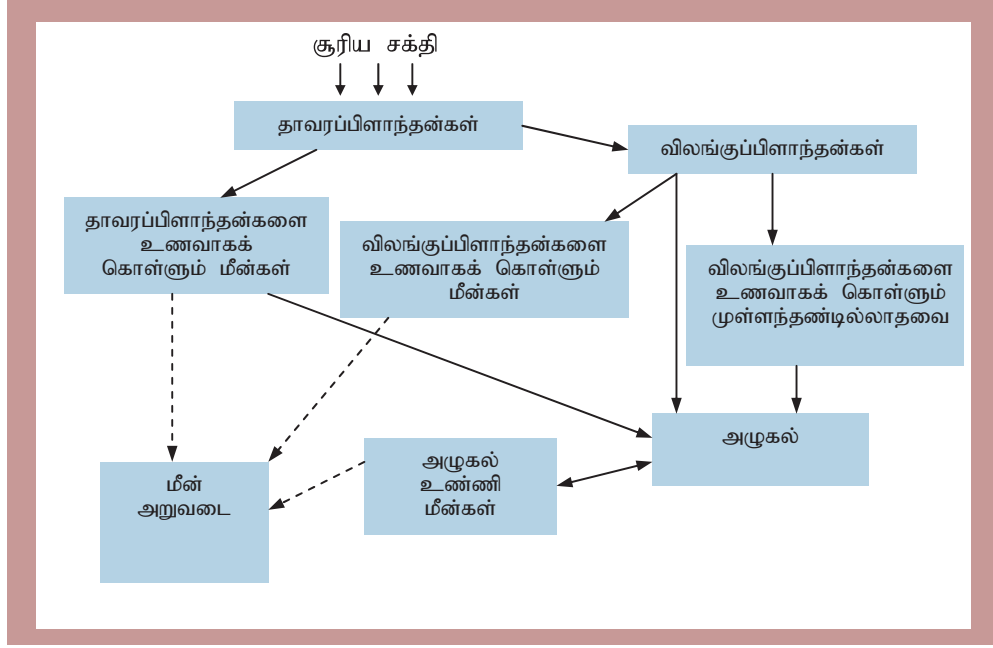 சூரிய சக்தி
தாவரப்பிளாந்தன்கள்
விலங்குப்பிளாந்தன்கள்
தாவரப்பிளாந்தன்களை
உணவாகக்
கொள்ளும் மீன்கள்
விலங்குப்பிளாந்தன்களை
உணவாகக் கொள்ளும்
மீன்கள்
விலங்குப்பிளாந்தன்களை
உணவாகக் கொள்ளும்
முள்ளந்தண்டில்லாதவை
அழுகல்
அழுகல்
உண்ணி
மீன்கள்
மீன்
அறுவடை